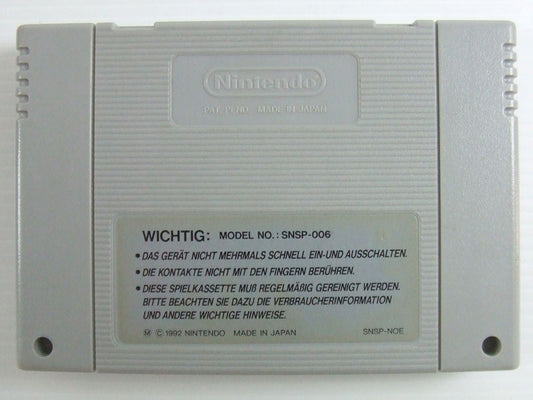 Nintendo
PAT. PEND. MADE IN JAPAN
WICHTIG: MODEL NO.: SNSP-006
• DAS GERÄT NICHT MEHRMALS SCHNELL EIN-UND AUSSCHALTEN.
• DIE KONTAKTE NICHT MIT DEN FINGERN BERÜHREN.
• DIESE SPIELKASSETTE MUß REGELMÄßIG GEREINIGT WERDEN.
BITTE BEACHTEN SIE DAZU DIE VERBRAUCHERINFORMATION
UND ANDERE WICHTIGE HINWEISE.
Ⓜ ©1992 NINTENDO MADE IN JAPAN SNSP-NOE